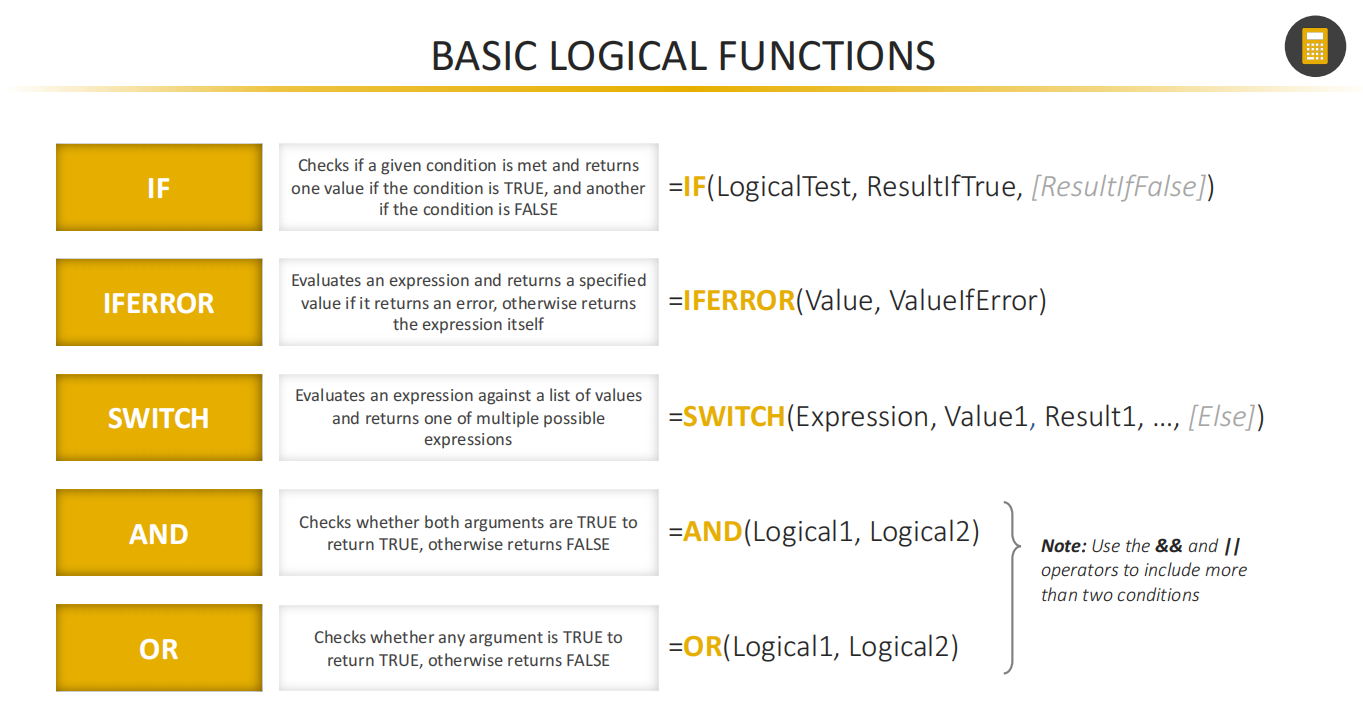 BASIC LOGICAL FUNCTIONS
IF
Checks if a given condition is met and returns
one value if the condition is TRUE, and another
if the condition is FALSE
=IF(LogicalTest, ResultIfTrue, [ResultIfFalse])
IFERROR
Evaluates an expression and returns a specified
value if it returns an error, otherwise returns
the expression itself
=IFERROR(Value, ValueIfError)
SWITCH
Evaluates an expression against a list of values
and returns one of multiple possible
expressions
=SWITCH(Expression, Value1, Result1, ..., [Else])
AND
Checks whether both arguments are TRUE to
return TRUE, otherwise returns FALSE
=AND(Logical1, Logical2)
OR
Checks whether any argument is TRUE to
return TRUE, otherwise returns FALSE
=OR(Logical1, Logical2)
Note: Use the && and ||
operators to include more
than two conditions